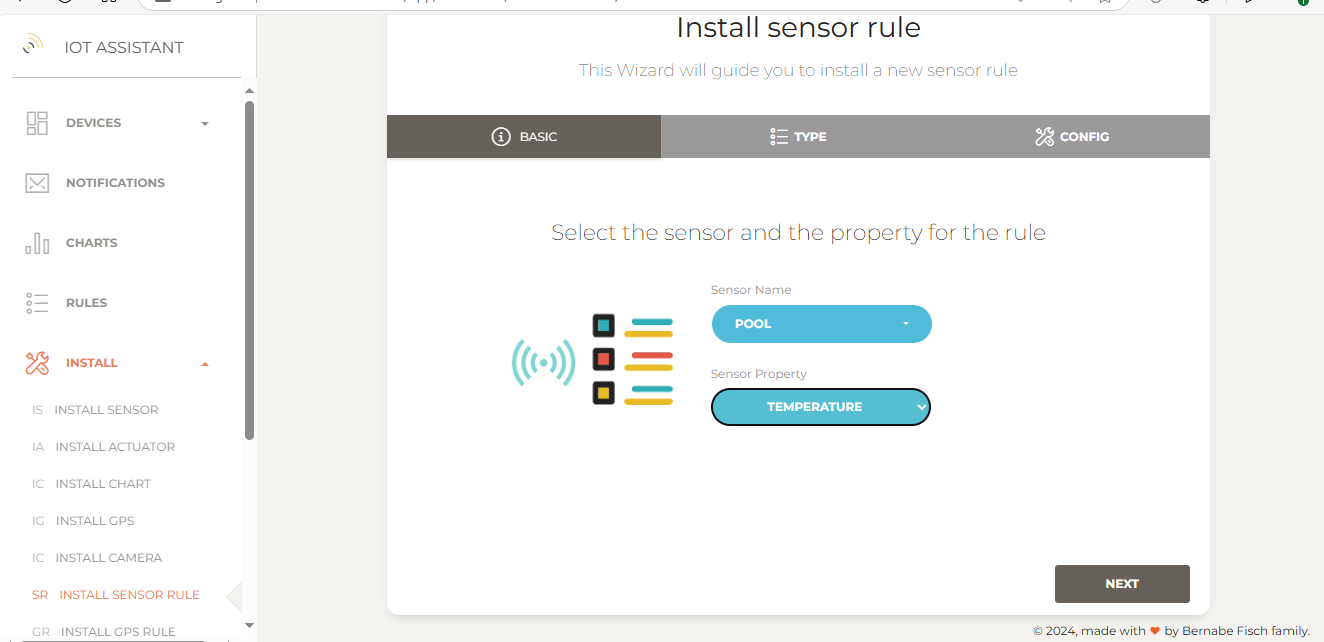 IOT ASSISTANT
DEVICES
NOTIFICATIONS
CHARTS
RULES
INSTALL
IS INSTALL SENSOR
IA INSTALL ACTUATOR
IC INSTALL CHART
IG INSTALL GPS
IC INSTALL CAMERA
SR INSTALL SENSOR RULE
GR INSTALL GPS RULE
Install sensor rule
This Wizard will guide you to install a new sensor rule
BASIC
TYPE
CONFIG
Select the sensor and the property for the rule
Sensor Name
POOL
Sensor Property
TEMPERATURE
NEXT
© 2024, made with ❤ by Bernabe Fisch family.